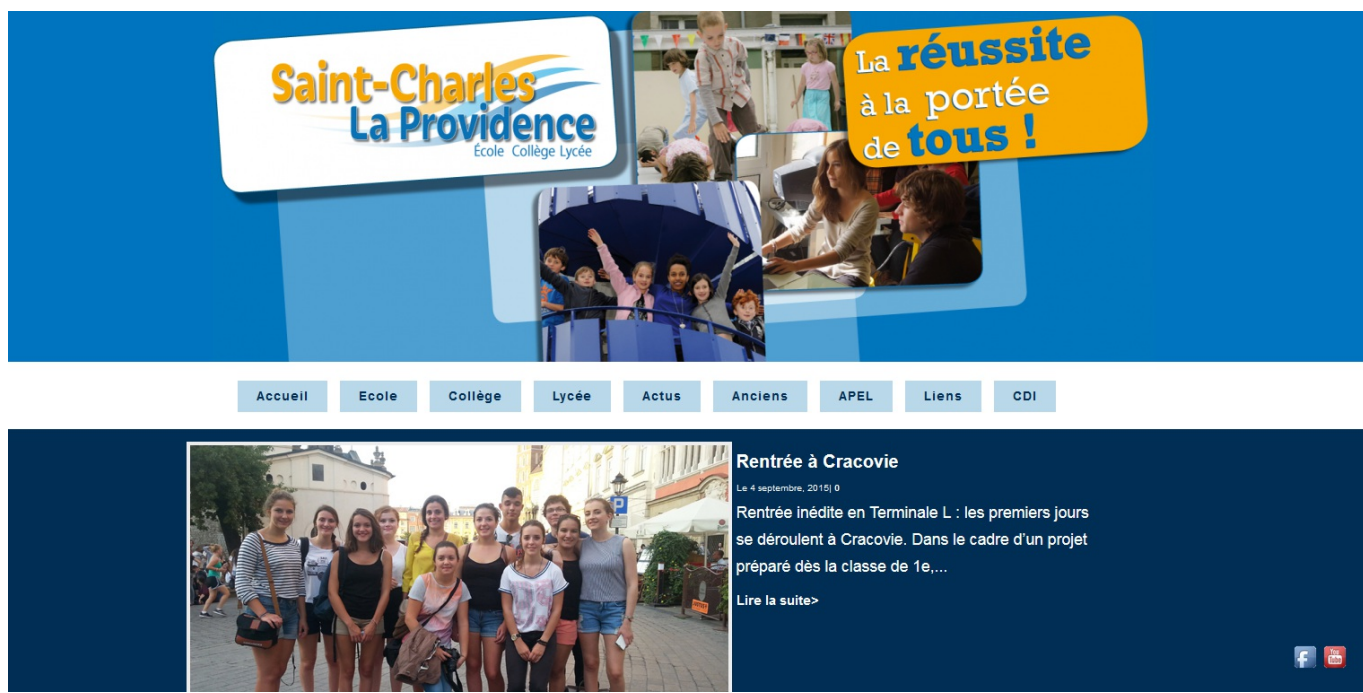 Saint-Charles
La Providence
École Collège Lycée
La réussite
à la portée
de tous !
Accueil
Ecole
Collège
Lycée
Actus
Anciens
APEL
Liens
CDI
Rentrée à Cracovie
Le 4 septembre, 2015| 0
Rentrée inédite en Terminale L : les premiers jours
se déroulent à Cracovie. Dans le cadre d’un projet
préparé dès la classe de 1e,...
Lire la suite>
P
f
You
Tube